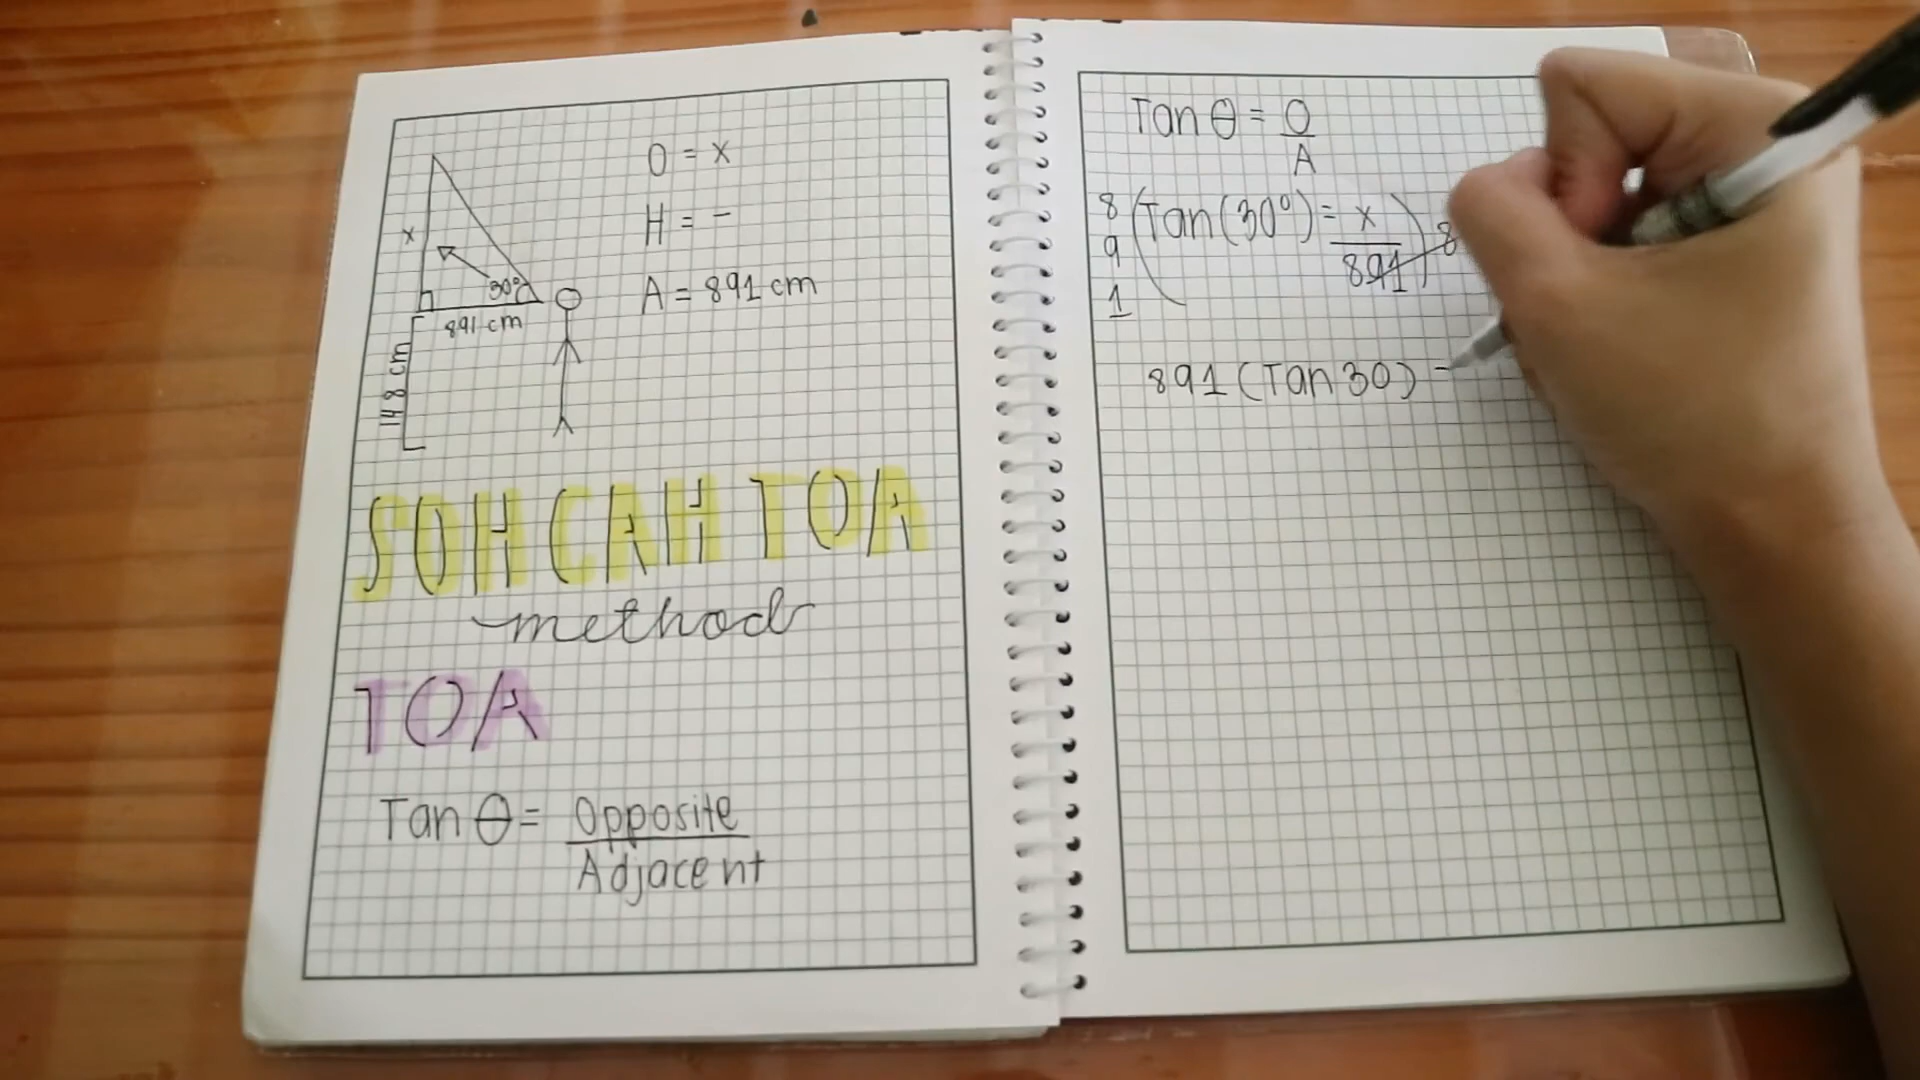 O = x
H = -
A = 891 cm
x
30°
891 cm
148 cm
SOH CAH TOA
method
TOA
Tan θ = Opposite
Adjacent
Tan θ = O
A
8
9
1
(Tan (30°) = x
891) 8
891 (Tan 30) =